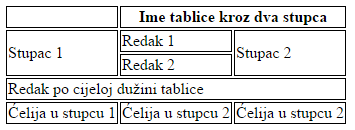 Ime tablice kroz dva stupca
Stupac 1
Redak 1
Redak 2
Stupac 2
Redak po cijeloj dužini tablice
Ćelija u stupcu 1
Ćelija u stupcu 2
Ćelija u stupcu 2